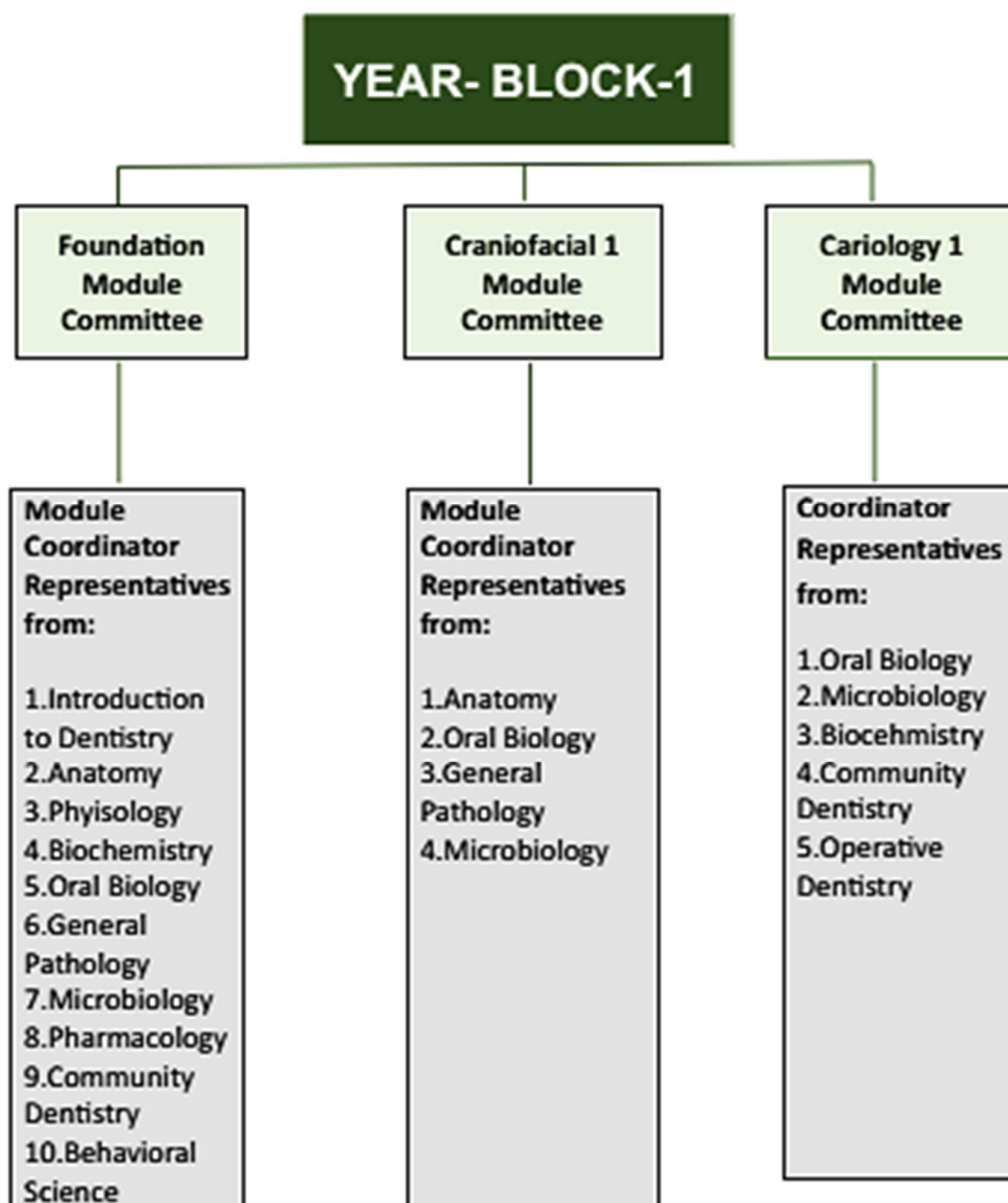 YEAR- BLOCK-1
Foundation
Module
Committee
Craniofacial 1
Module
Committee
Cariology 1
Module
Committee
Module
Coordinator
Representatives
from:
1.Introduction
to Dentistry
2.Anatomy
3.Phyisology
4.Biochemistry
5.Oral Biology
6.General
Pathology
7.Microbiology
8.Pharmacology
9.Community
Dentistry
10.Behavioral
Science
Module
Coordinator
Representatives
from:
1.Anatomy
2.Oral Biology
3.General
Pathology
4.Microbiology
Coordinator
Representatives
from:
1.Oral Biology
2.Microbiology
3.Biocehmistry
4.Community
Dentistry
5.Operative
Dentistry